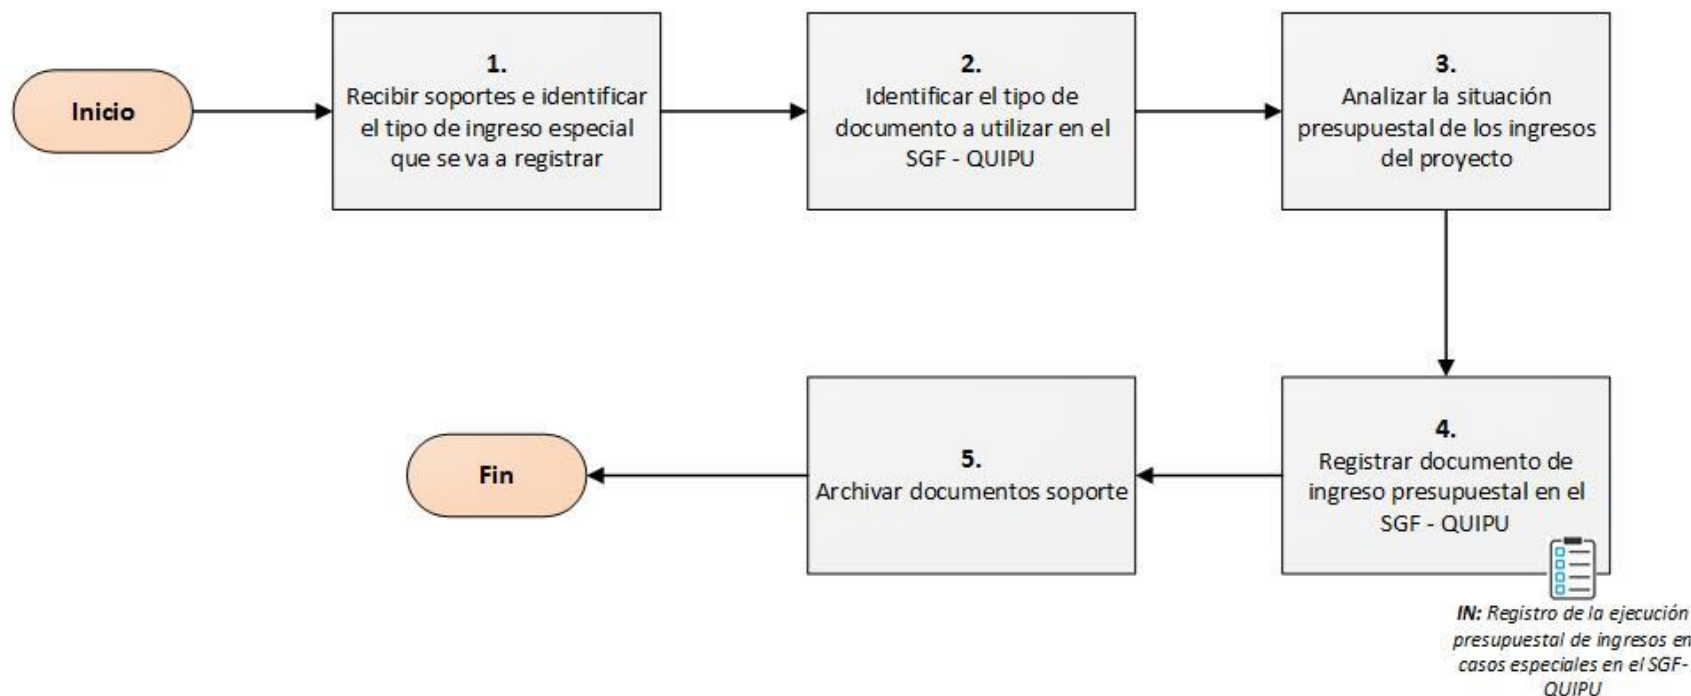 Inicio
1.
Recibir soportes e identificar
el tipo de ingreso especial
que se va a registrar
2.
Identificar el tipo de
documento a utilizar en el
SGF - QUIPU
3.
Analizar la situación
presupuestal de los ingresos
del proyecto
4.
Registrar documento de
ingreso presupuestal en el
SGF - QUIPU
IN: Registro de la ejecución
presupuestal de ingresos en
casos especiales en el SGF-
QUIPU
5.
Archivar documentos soporte
Fin